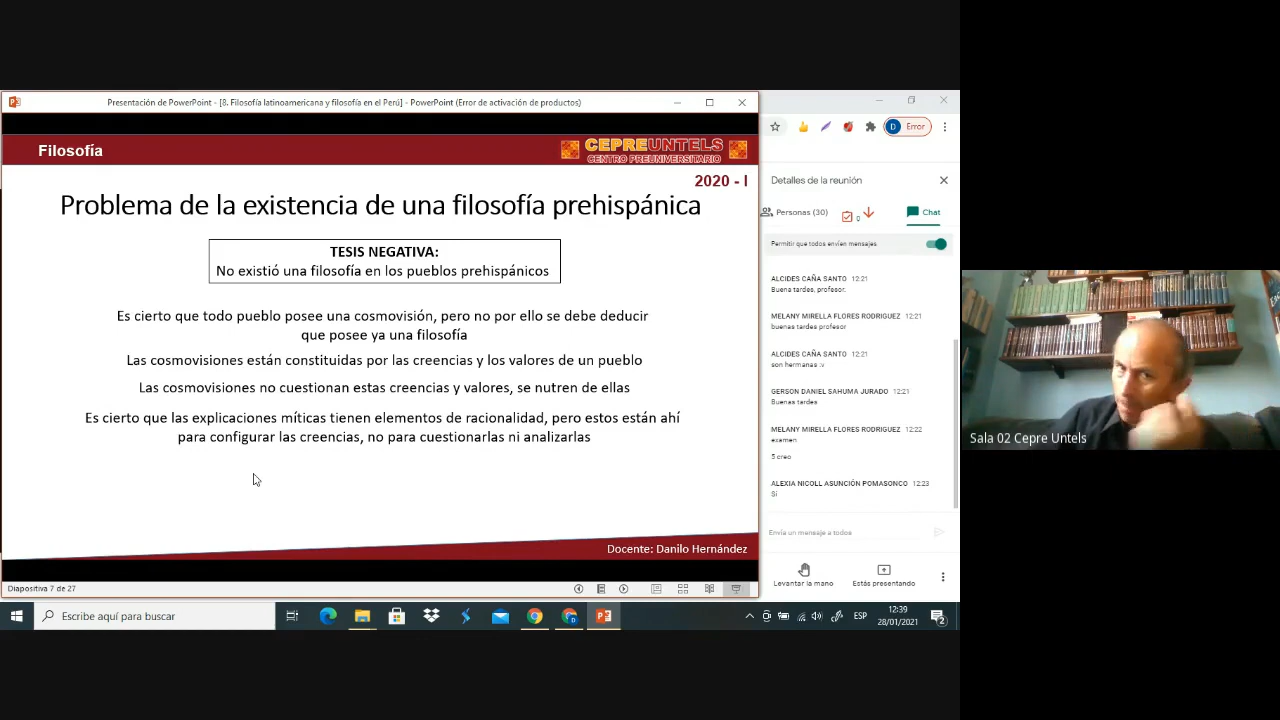 Presentación de PowerPoint - [8. Filosofía latinoamericana y filosofía en el Perú] - PowerPoint (Error de activación de productos)
Filosofía
CEPREUNTELS
CENTRO PREUNIVERSITARIO
2020 - I
Problema de la existencia de una filosofía prehispánica
TESIS NEGATIVA:
No existió una filosofía en los pueblos prehispánicos
Es cierto que todo pueblo posee una cosmovisión, pero no por ello se debe deducir
que posee ya una filosofía
Las cosmovisiones están constituidas por las creencias y los valores de un pueblo
Las cosmovisiones no cuestionan estas creencias y valores, se nutren de ellas
Es cierto que las explicaciones míticas tienen elementos de racionalidad, pero estos están ahí
para configurar las creencias, no para cuestionarlas ni analizarlas
Docente: Danilo Hernández
Diapositiva 7 de 27
D Error
Detalles de la reunión
Personas (30)
0
Chat
Permitir que todos envíen mensajes
ALCIDES CAÑA SANTO 12:21
Buena tardes, profesor.
MELANY MIRELLA FLORES RODRIGUEZ 12:21
buenas tardes profesor
ALCIDES CAÑA SANTO 12:21
son hermanas :v
GERSON DANIEL SAHUMA JURADO 12:21
Buenas tardes
MELANY MIRELLA FLORES RODRIGUEZ 12:22
examen
5 creo
ALEXIA NICOLL ASUNCIÓN POMASONCO 12:23
Si
Envía un mensaje a todos
Levantar la mano
Estás presentando
Sala 02 Cepre Untels
Escribe aquí para buscar
ESP
12:39
28/01/2021
2